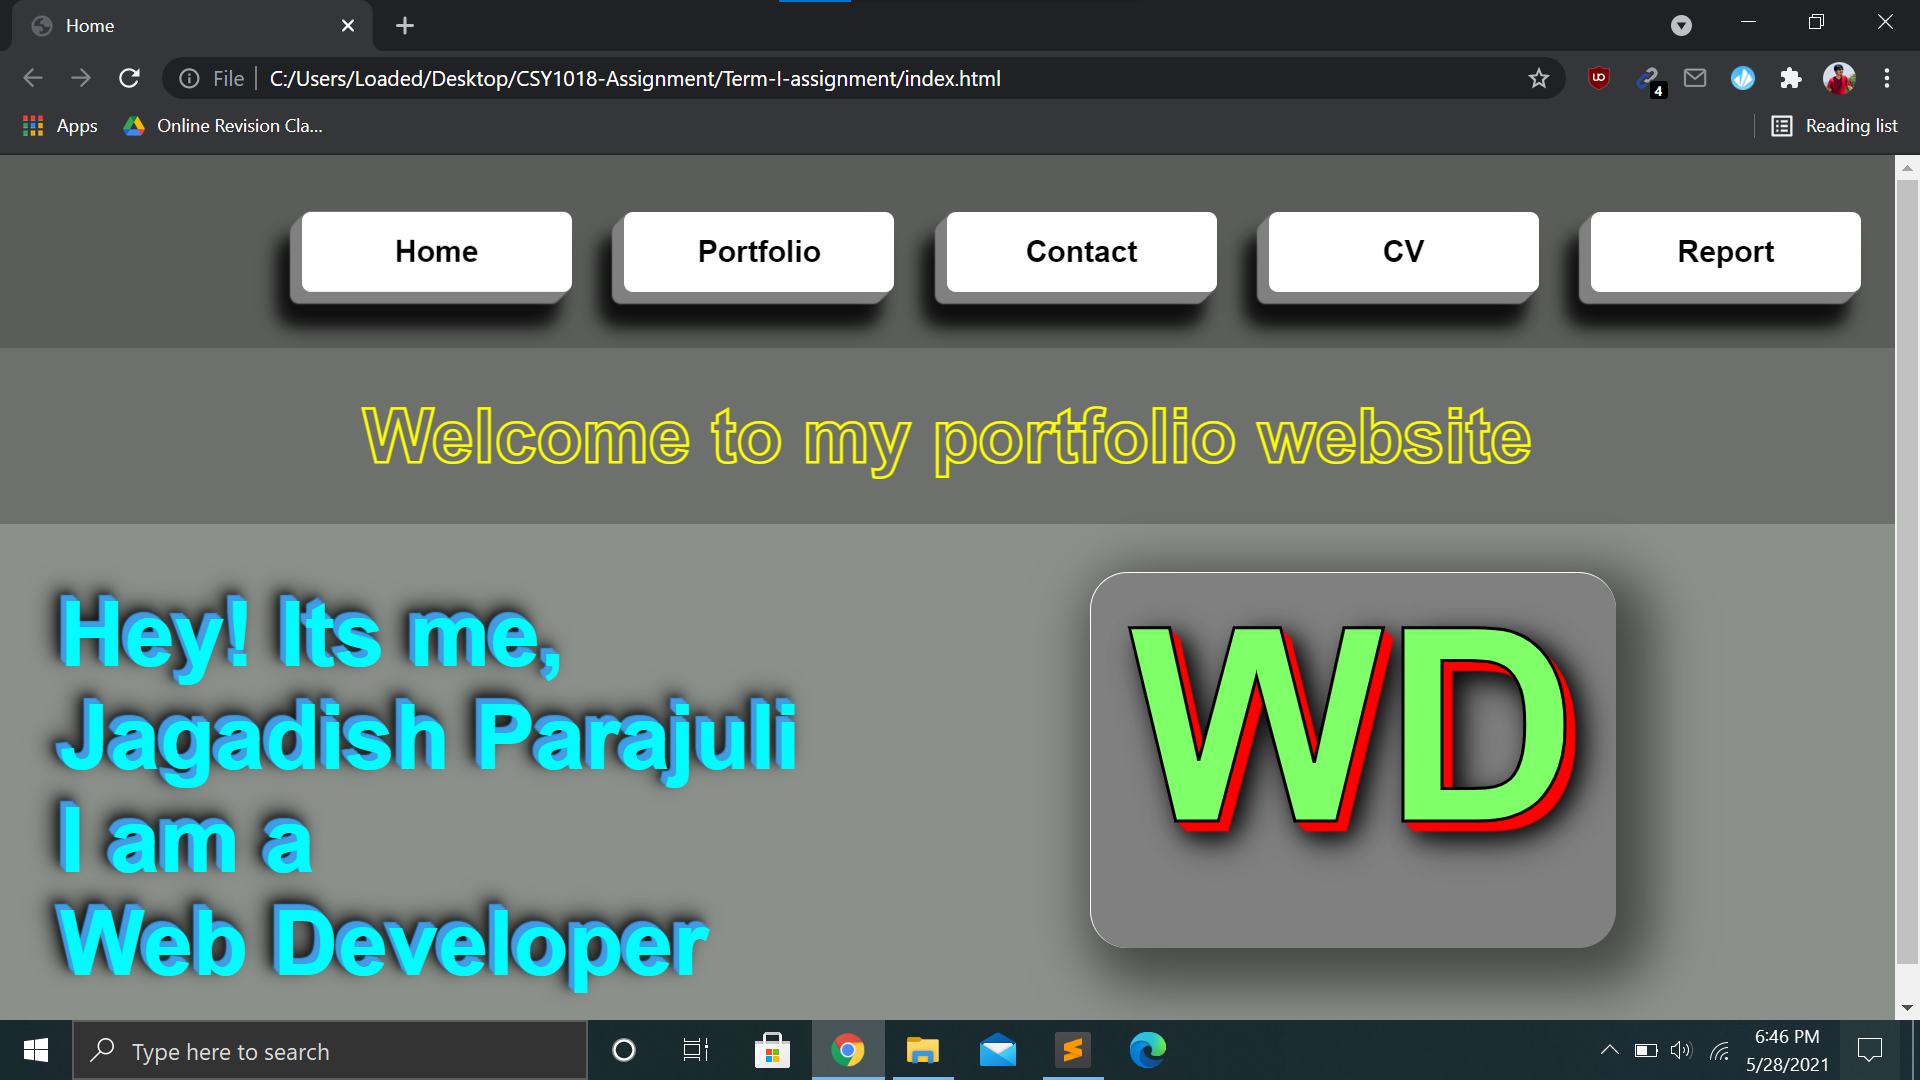 Home
File
C:/Users/Loaded/Desktop/CSY1018-Assignment/Term-I-assignment/index.html
4
Apps
Online Revision Cla...
Reading list
Home Portfolio Contact CV Report
Welcome to my portfolio website
Hey! Its me,
Jagadish Parajuli
I am a
Web Developer
WD
Type here to search
6:46 PM
5/28/2021